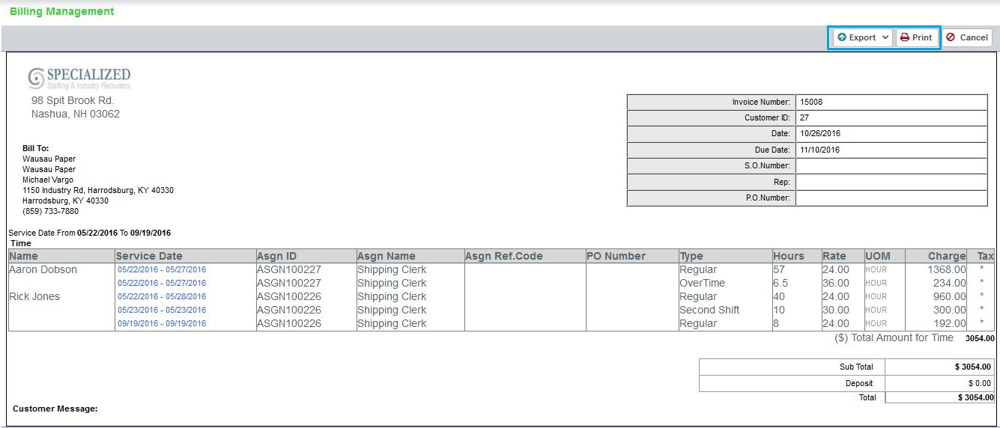 Billing Management
Export Print Cancel
SPECIALIZED
Staffing & Industry Recruiters
98 Spit Brook Rd.
Nashua, NH 03062
Invoice Number: 15008
Customer ID: 27
Date: 10/26/2016
Due Date: 11/10/2016
S.O.Number:
Rep:
P.O.Number:
Bill To:
Wausau Paper
Wausau Paper
Michael Vargo
1150 Industry Rd, Harrodsburg, KY 40330
Harrodsburg, KY 40330
(859) 733-7880
Service Date From 05/22/2016 To 09/19/2016
Time
Name Service Date Asgn ID Asgn Name Asgn Ref.Code PO Number Type Hours Rate UOM Charge Tax
Aaron Dobson 05/22/2016 - 05/27/2016 ASGN100227 Shipping Clerk Regular 57 24.00 HOUR 1368.00 *
05/22/2016 - 05/27/2016 ASGN100227 Shipping Clerk OverTime 6.5 36.00 HOUR 234.00 *
Rick Jones 05/22/2016 - 05/28/2016 ASGN100226 Shipping Clerk Regular 40 24.00 HOUR 960.00 *
05/23/2016 - 05/23/2016 ASGN100226 Shipping Clerk Second Shift 10 30.00 HOUR 300.00 *
09/19/2016 - 09/19/2016 ASGN100226 Shipping Clerk Regular 8 24.00 HOUR 192.00 *
($) Total Amount for Time 3054.00
Sub Total $ 3054.00
Deposit $ 0.00
Total $ 3054.00
Customer Message: